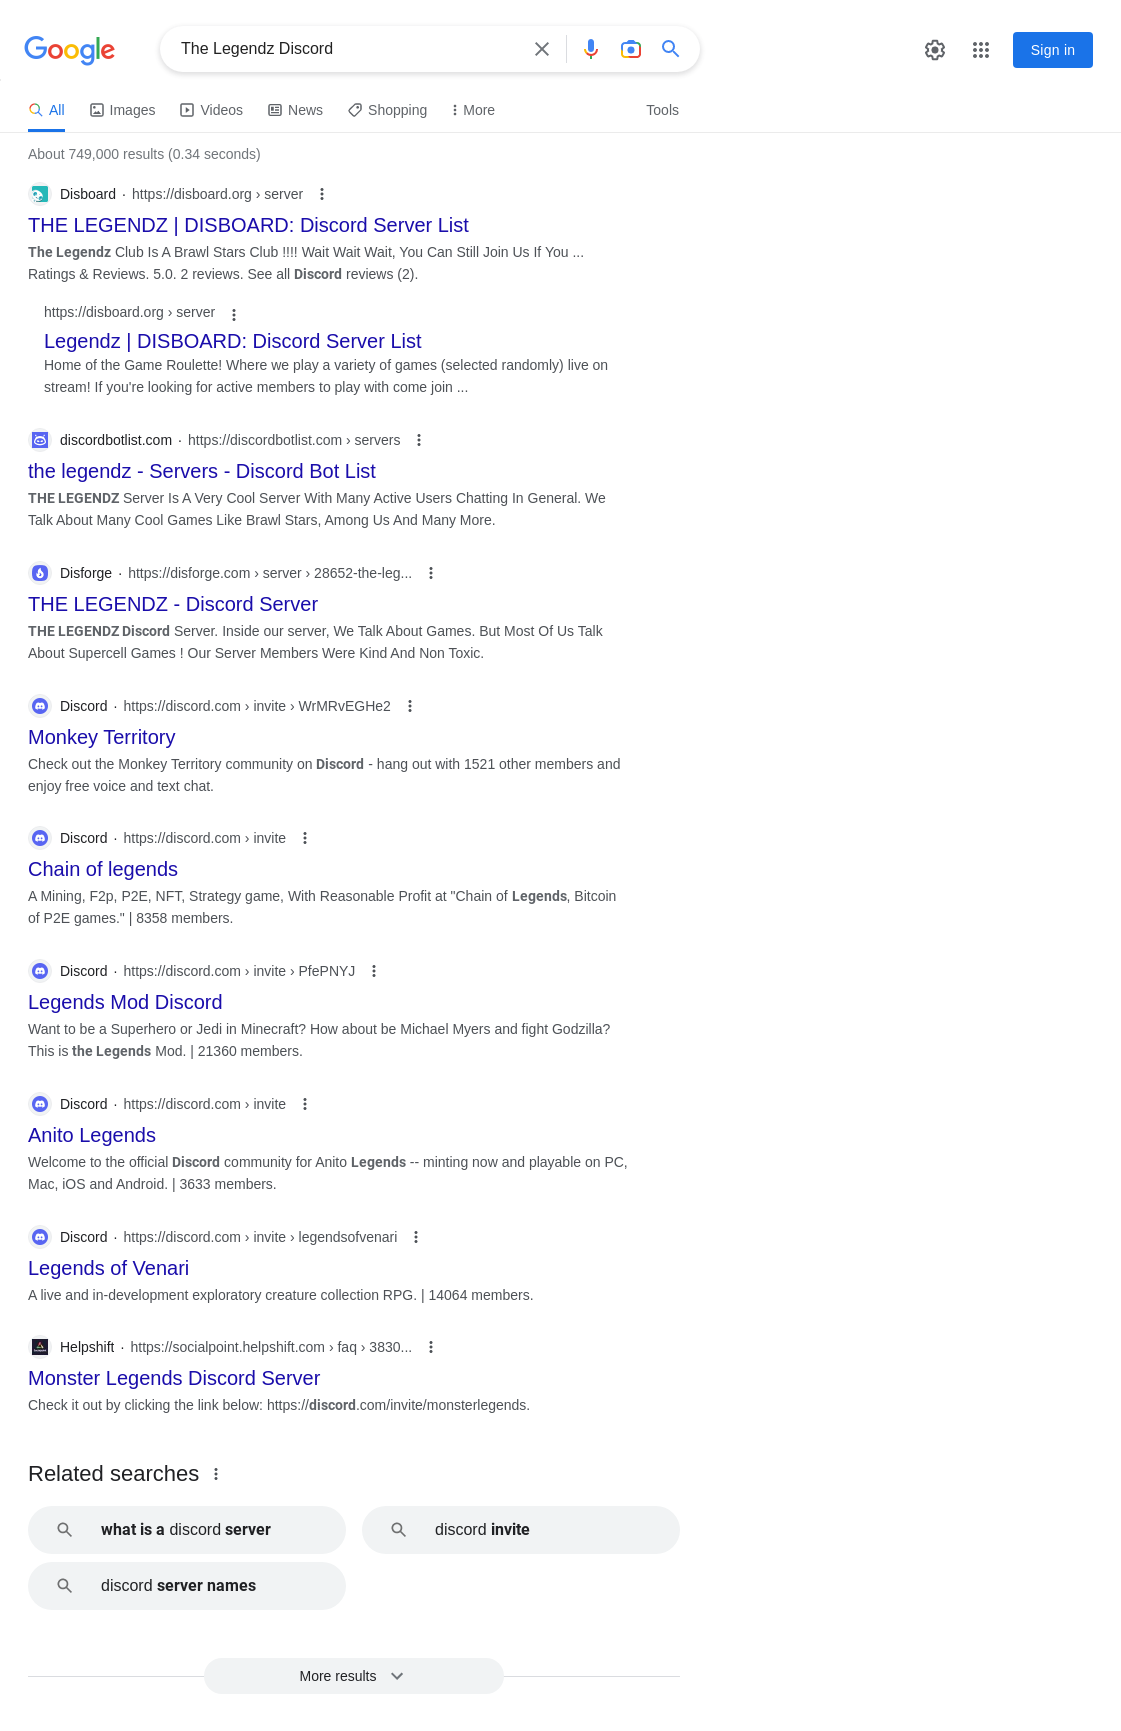 Google
The Legendz Discord
Sign in
All
Images
Videos
News
Shopping
More
Tools
About 749,000 results (0.34 seconds)
Disboard · https://disboard.org › server
THE LEGENDZ | DISBOARD: Discord Server List
The Legendz Club Is A Brawl Stars Club !!!! Wait Wait Wait, You Can Still Join Us If You ...
Ratings & Reviews. 5.0. 2 reviews. See all Discord reviews (2).
https://disboard.org › server
Legendz | DISBOARD: Discord Server List
Home of the Game Roulette! Where we play a variety of games (selected randomly) live on
stream! If you're looking for active members to play with come join ...
discordbotlist.com · https://discordbotlist.com › servers
the legendz - Servers - Discord Bot List
THE LEGENDZ Server Is A Very Cool Server With Many Active Users Chatting In General. We
Talk About Many Cool Games Like Brawl Stars, Among Us And Many More.
Disforge · https://disforge.com › server › 28652-the-leg...
THE LEGENDZ - Discord Server
THE LEGENDZ Discord Server. Inside our server, We Talk About Games. But Most Of Us Talk
About Supercell Games ! Our Server Members Were Kind And Non Toxic.
Discord · https://discord.com › invite › WrMRvEGHe2
Monkey Territory
Check out the Monkey Territory community on Discord - hang out with 1521 other members and
enjoy free voice and text chat.
Discord · https://discord.com › invite
Chain of legends
A Mining, F2p, P2E, NFT, Strategy game, With Reasonable Profit at "Chain of Legends, Bitcoin
of P2E games." | 8358 members.
Discord · https://discord.com › invite › PfePNYJ
Legends Mod Discord
Want to be a Superhero or Jedi in Minecraft? How about be Michael Myers and fight Godzilla?
This is the Legends Mod. | 21360 members.
Discord · https://discord.com › invite
Anito Legends
Welcome to the official Discord community for Anito Legends -- minting now and playable on PC,
Mac, iOS and Android. | 3633 members.
Discord · https://discord.com › invite › legendsofvenari
Legends of Venari
A live and in-development exploratory creature collection RPG. | 14064 members.
Helpshift · https://socialpoint.helpshift.com › faq › 3830...
Monster Legends Discord Server
Check it out by clicking the link below: https://discord.com/invite/monsterlegends.
Related searches
what is a discord server
discord invite
discord server names
More results